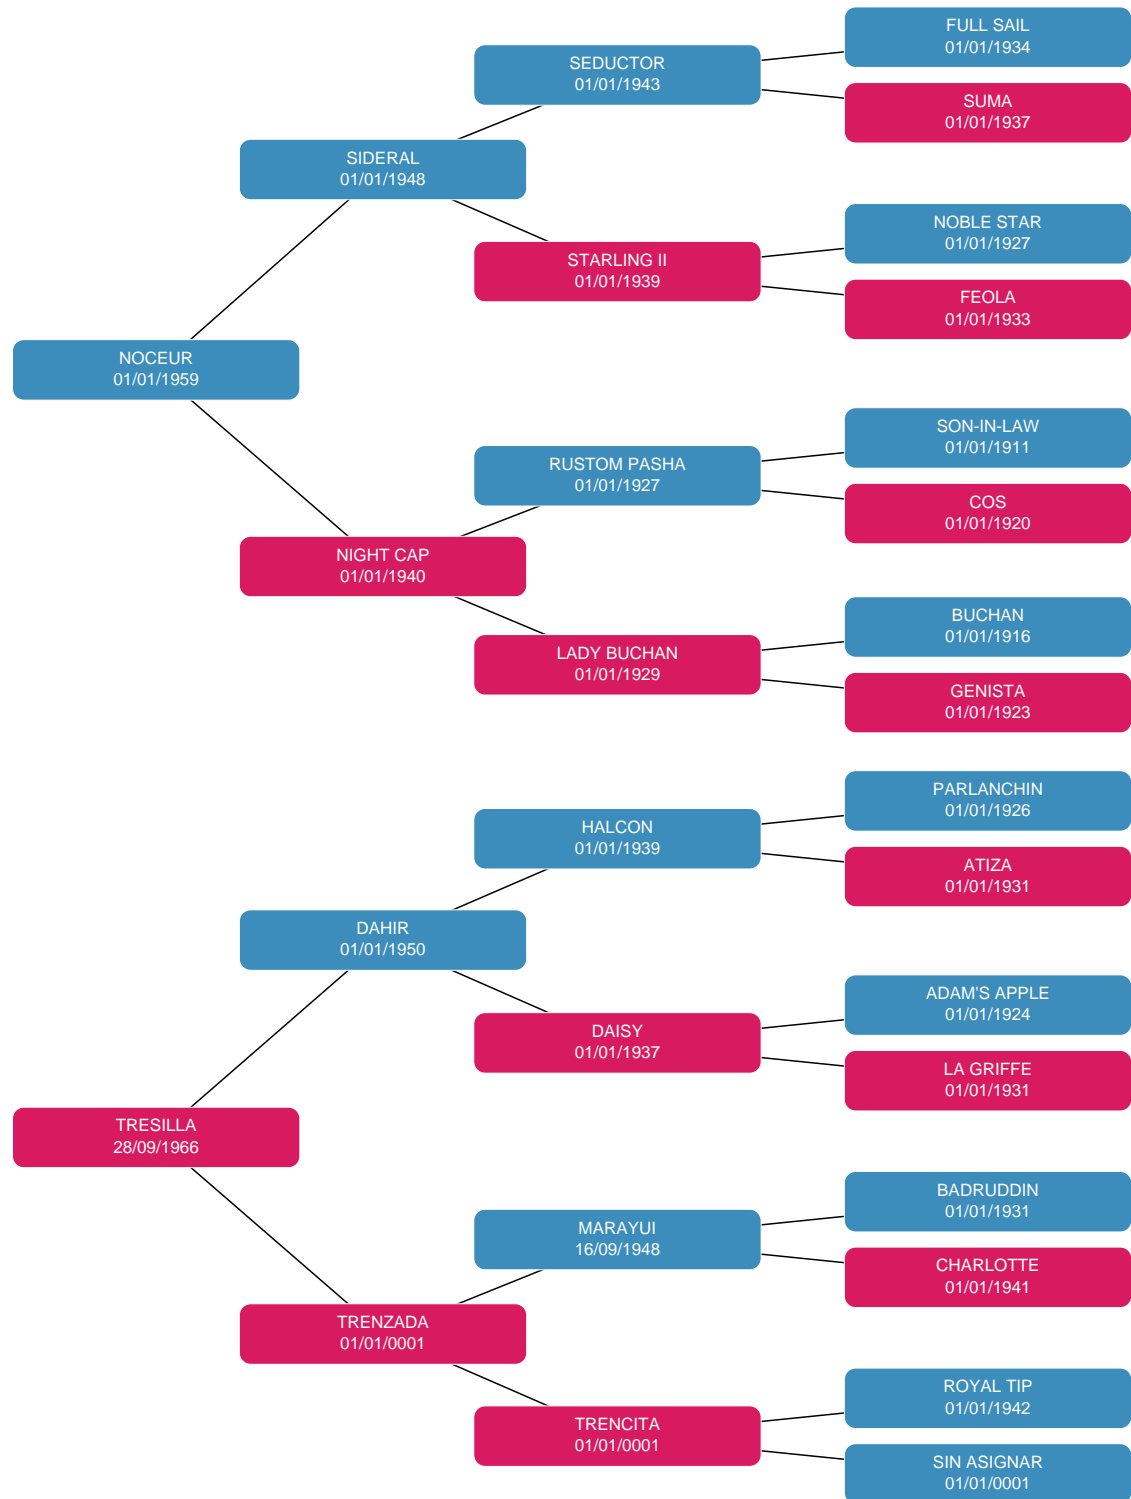 FULL SAIL
01/01/1934
SEDUCTOR
01/01/1943
SUMA
01/01/1937
SIDERAL
01/01/1948
NOBLE STAR
01/01/1927
STARLING II
01/01/1939
FEOLA
01/01/1933
NOCEUR
01/01/1959
SON-IN-LAW
01/01/1911
RUSTOM PASHA
01/01/1927
COS
01/01/1920
NIGHT CAP
01/01/1940
BUCHAN
01/01/1916
LADY BUCHAN
01/01/1929
GENISTA
01/01/1923
PARLANCHIN
01/01/1926
HALCON
01/01/1939
ATIZA
01/01/1931
DAHIR
01/01/1950
ADAM'S APPLE
01/01/1924
DAISY
01/01/1937
LA GRIFFE
01/01/1931
TRESILLA
28/09/1966
BADRUDDIN
01/01/1931
MARAYUI
16/09/1948
CHARLOTTE
01/01/1941
TRENZADA
01/01/0001
ROYAL TIP
01/01/1942
TRENCITA
01/01/0001
SIN ASIGNAR
01/01/0001